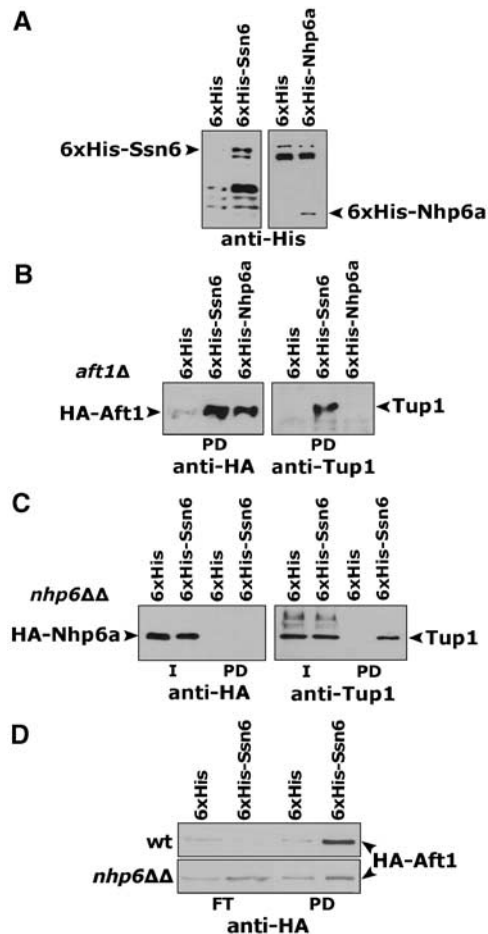 A
6xHis
6xHis-Ssn6
6xHis
6xHis-Nhp6a
6xHis-Ssn6
6xHis-Nhp6a
anti-His
B
6xHis
6xHis-Ssn6
6xHis-Nhp6a
6xHis
6xHis-Ssn6
6xHis-Nhp6a
aft1Δ
HA-Aft1
Tup1
PD
PD
anti-HA
anti-Tup1
C
6xHis
6xHis-Ssn6
6xHis
6xHis-Ssn6
6xHis
6xHis-Ssn6
6xHis
6xHis-Ssn6
nhp6ΔΔ
HA-Nhp6a
Tup1
I PD
I PD
anti-HA
anti-Tup1
D
6xHis
6xHis-Ssn6
6xHis
6xHis-Ssn6
wt
HA-Aft1
nhp6ΔΔ
FT PD
anti-HA